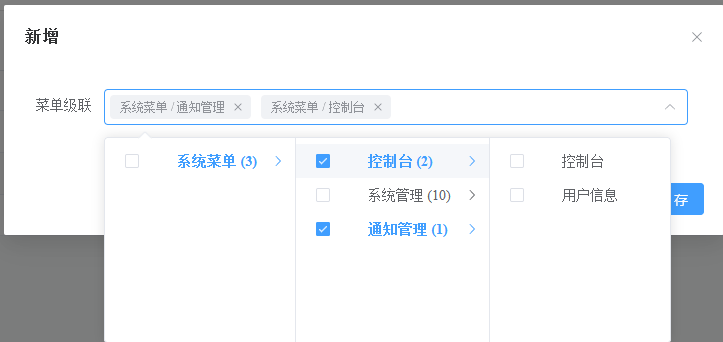 新增
菜单级联
系统菜单 / 通知管理
系统菜单 / 控制台
系统菜单 (3)
控制台 (2)
控制台
系统管理 (10)
用户信息
存
通知管理 (1)